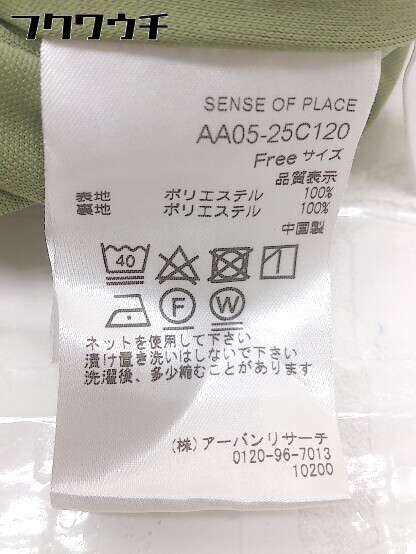 フクワウチ
SENSE OF PLACE
AA05-25C120
Free サイズ
品質表示
表地 ポリエステル 100%
裏地 ポリエステル 100%
中国製
40
F W
ネットを使用して下さい
漬け置き洗いはしないで下さい
洗濯後、多少縮むことがあります
(株) アーバンリサーチ
0120-96-7013
10200